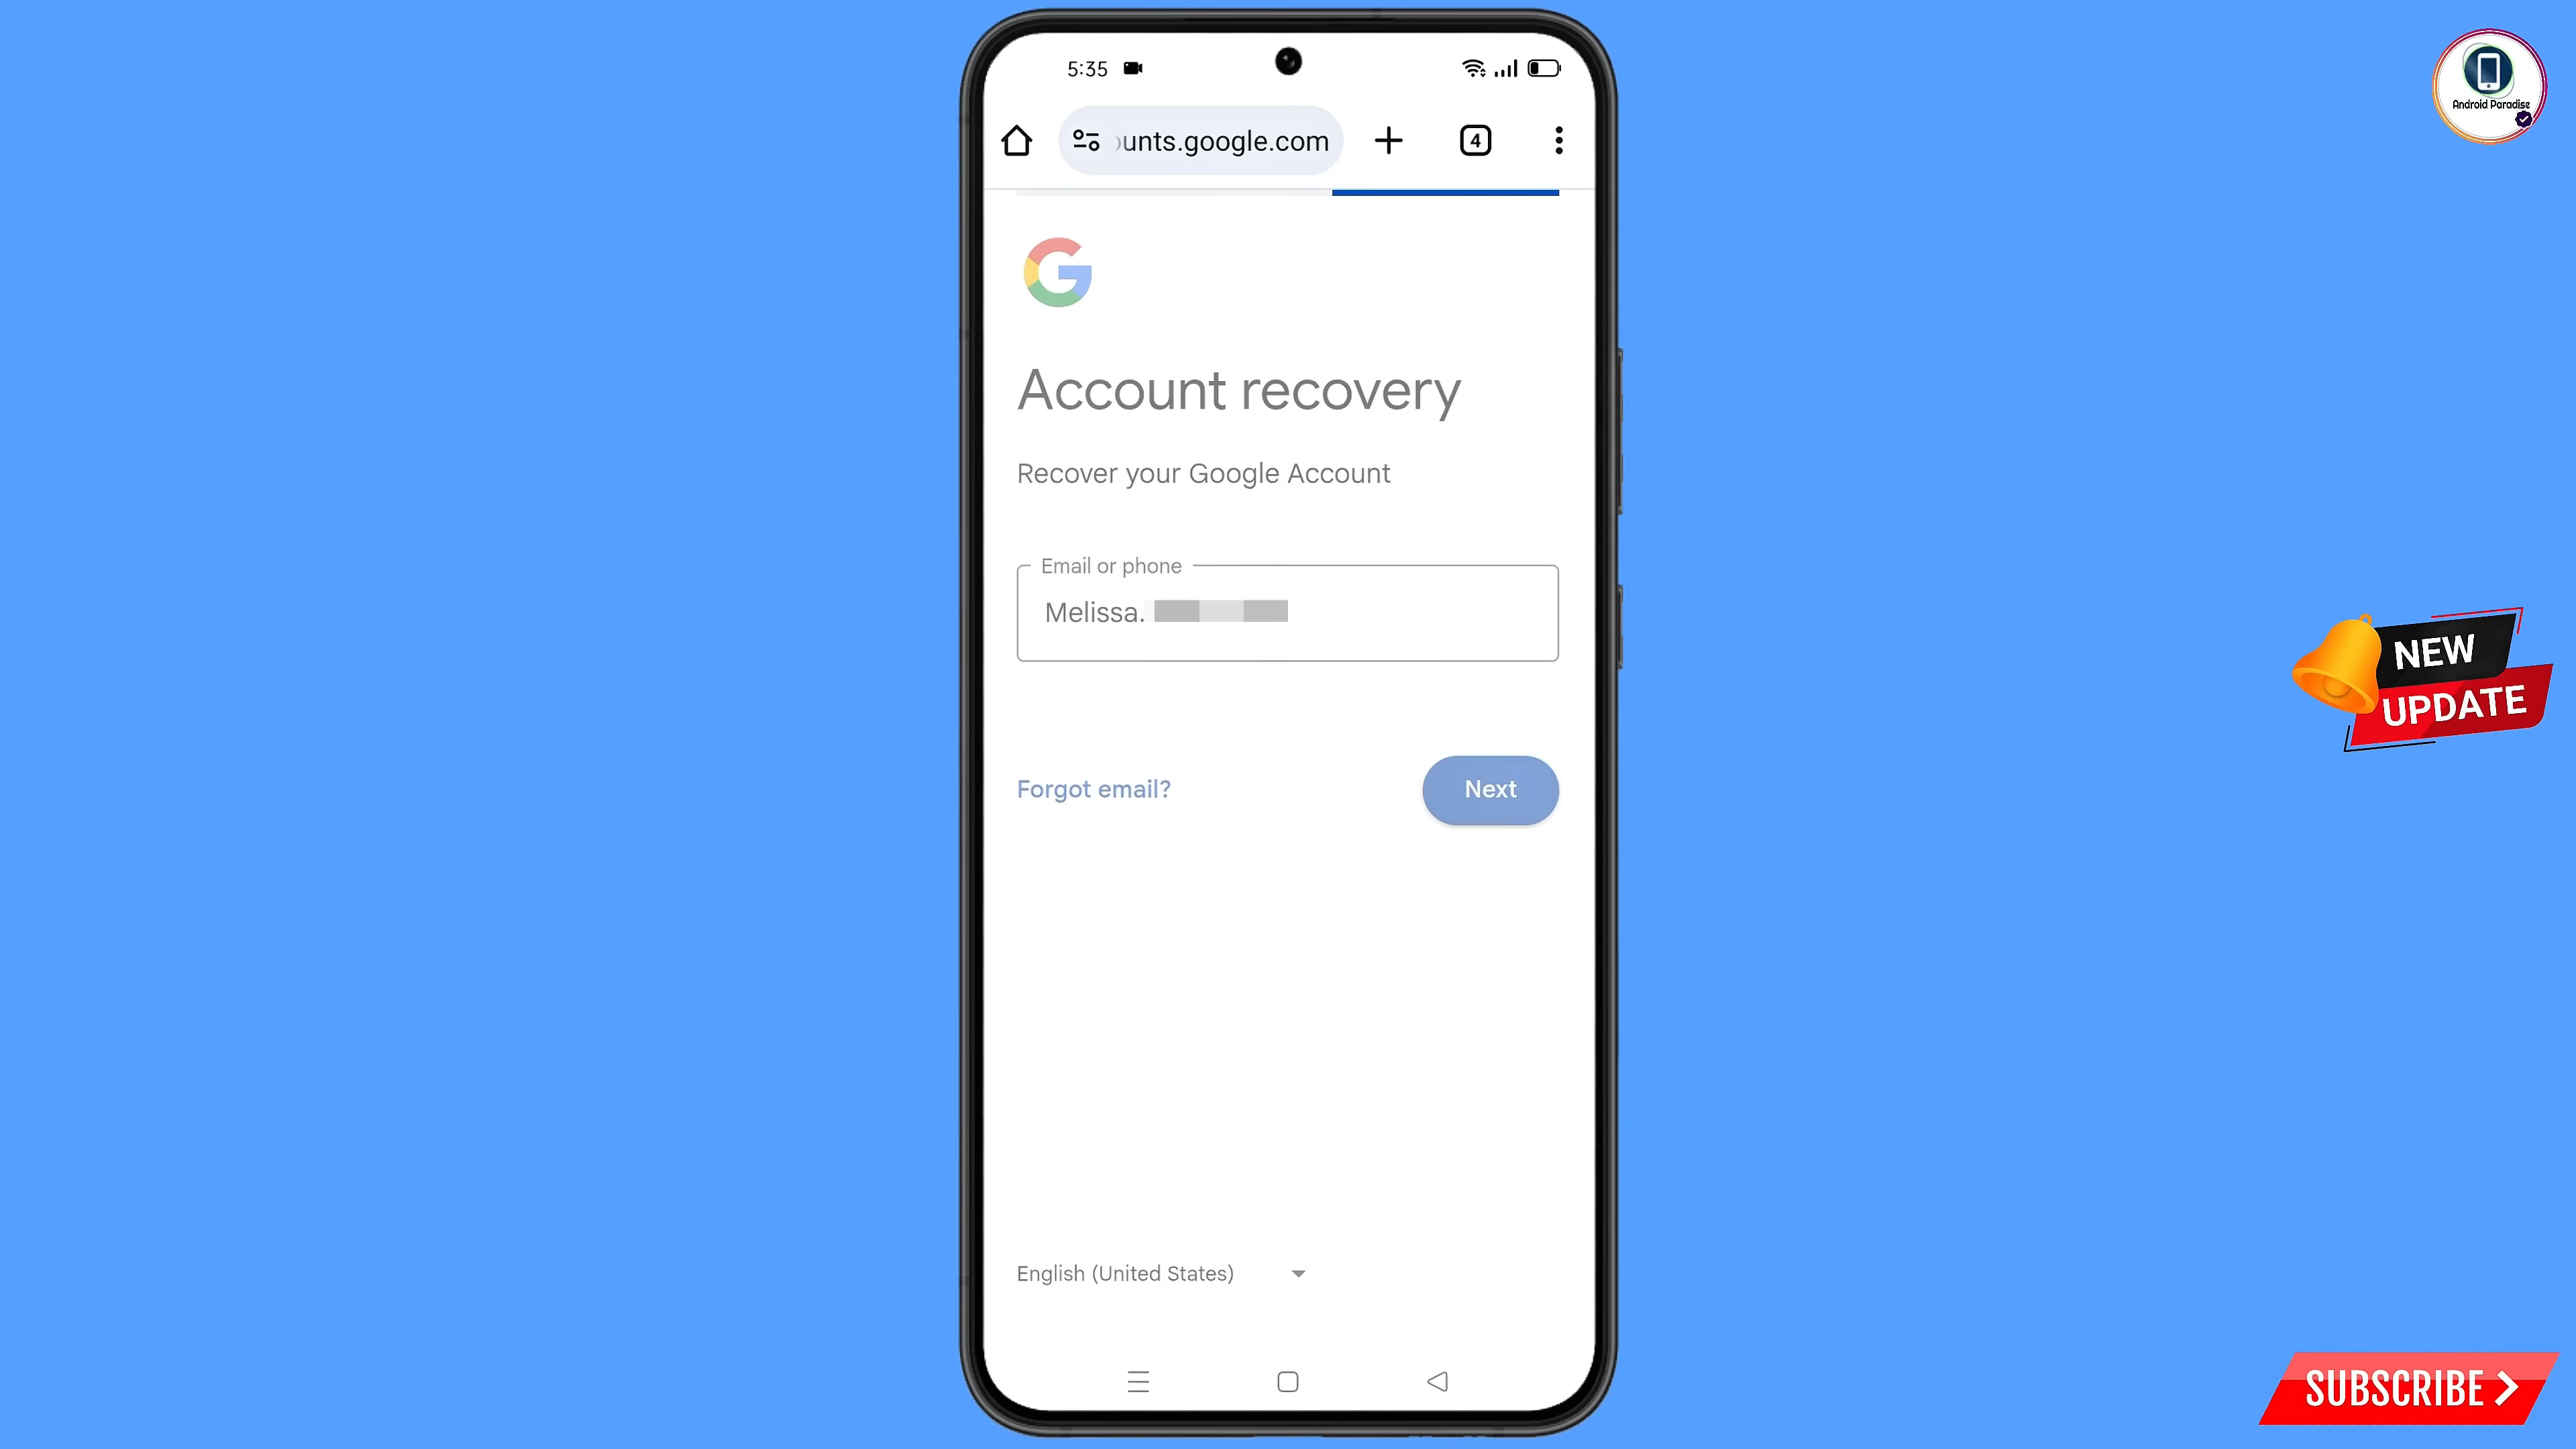 5:35
ounts.google.com
4
Account recovery
Recover your Google Account
Email or phone
Melissa.
Forgot email?
Next
English (United States)
Android Paradise
NEW
UPDATE
SUBSCRIBE